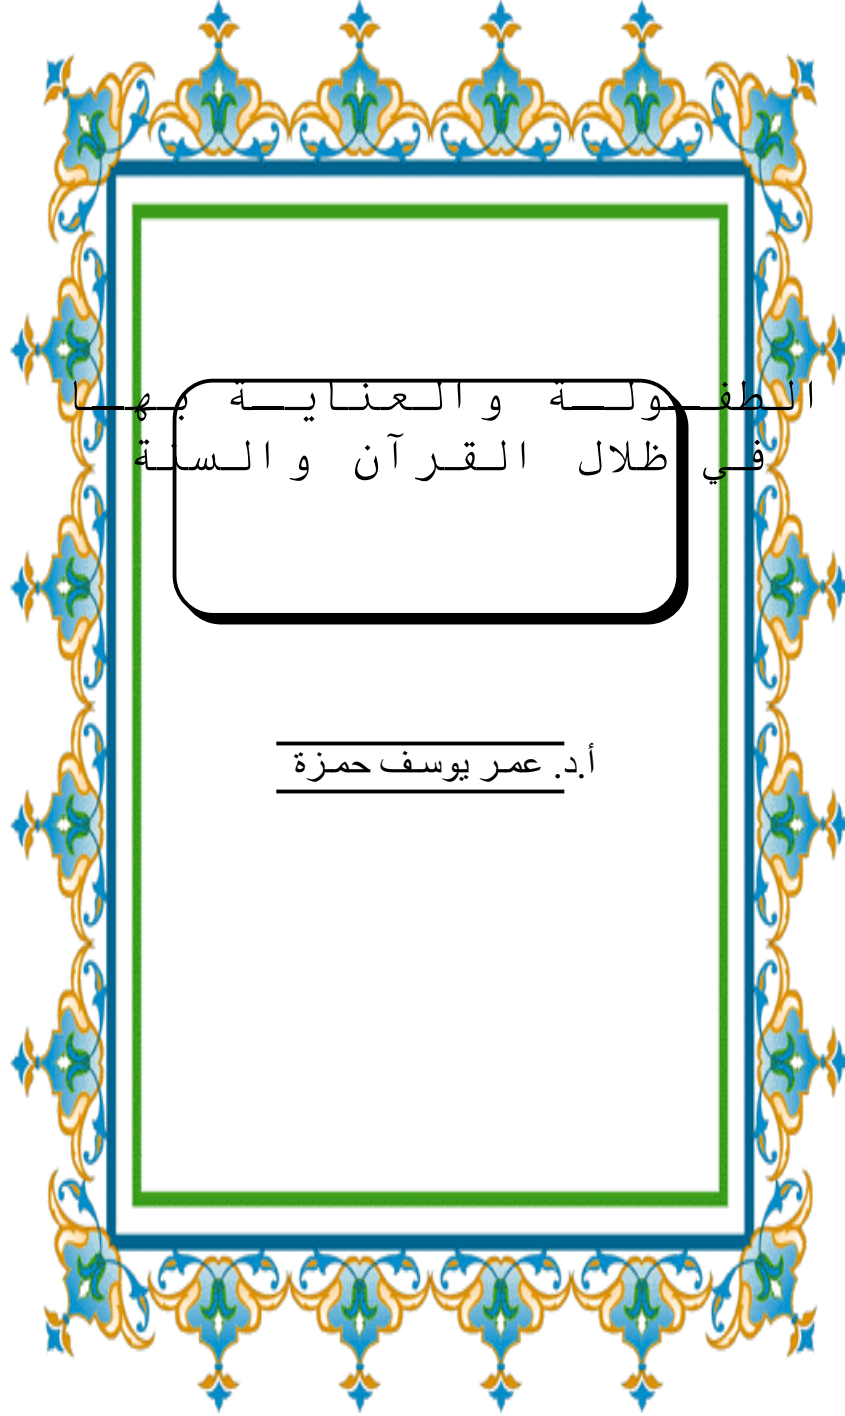 الطفولة والعناية بها
في ظلال القرآن والسنة
أ.د. عمر يوسف حمزة